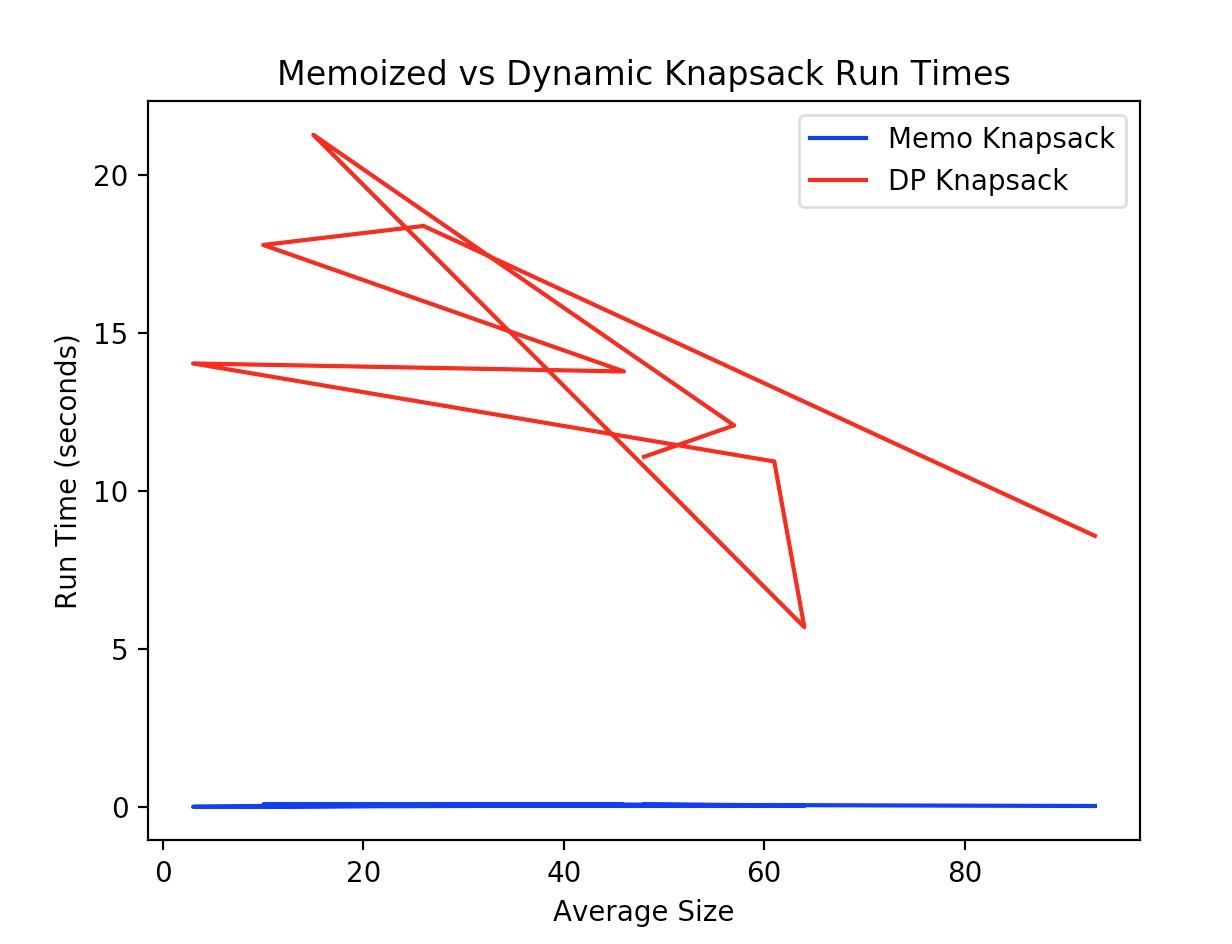 Memoized vs Dynamic Knapsack Run Times
Memo Knapsack
DP Knapsack
20
15
10
5
0
Run Time (seconds)
0 20 40 60 80
Average Size